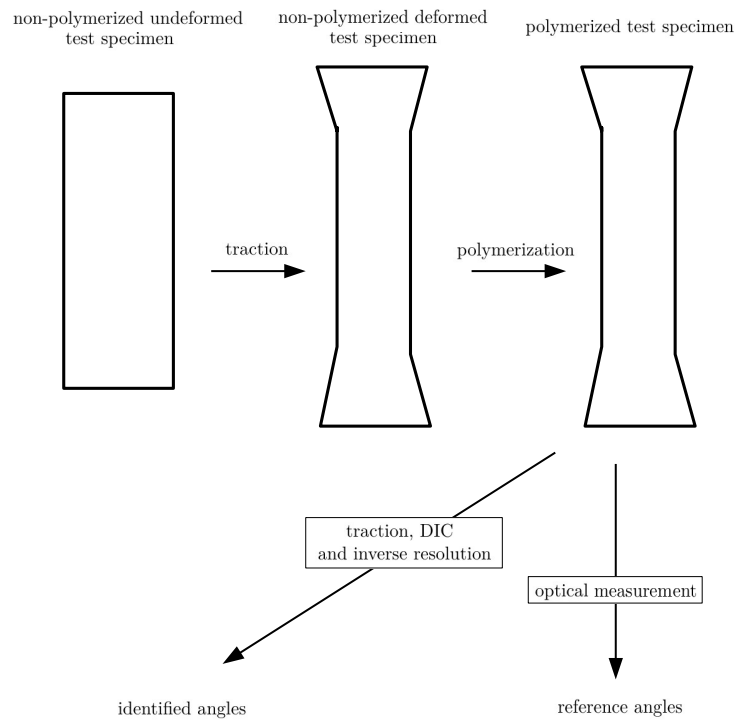 non-polymerized undeformed
test specimen
non-polymerized deformed
test specimen
polymerized test specimen
traction
polymerization
traction, DIC
and inverse resolution
optical measurement
identified angles
reference angles